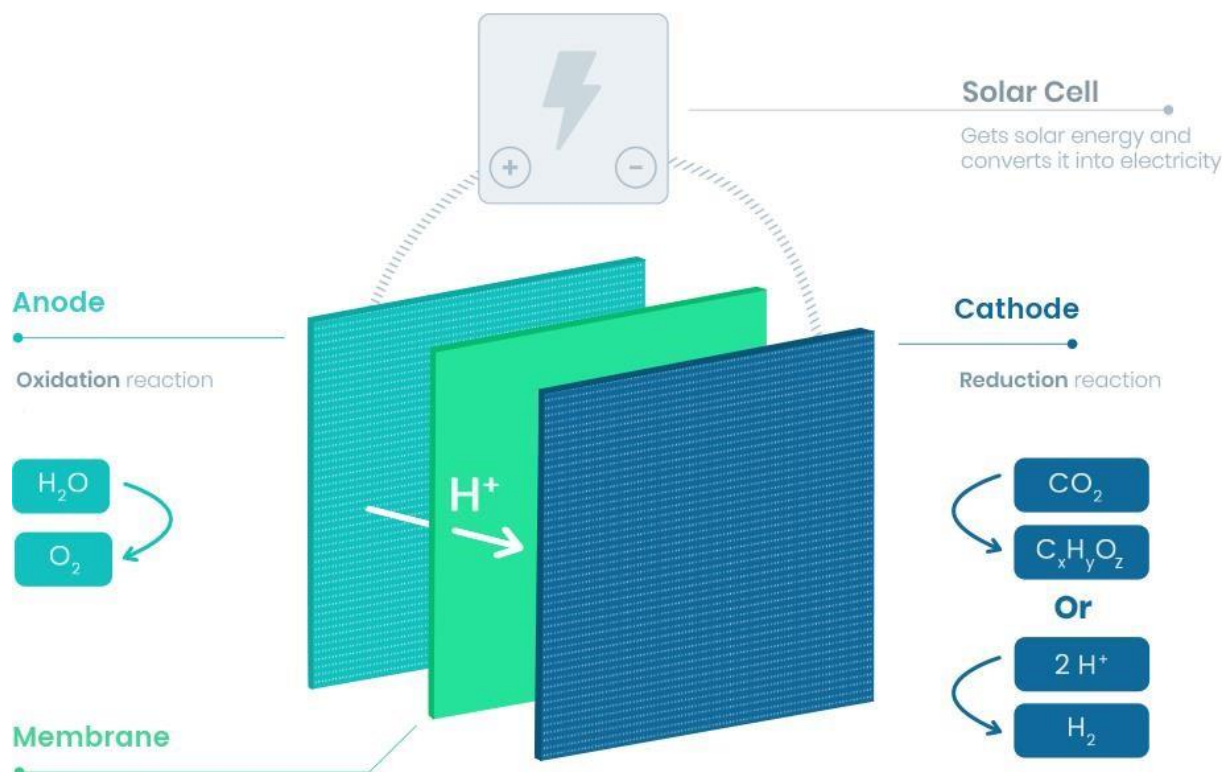 Solar Cell
Gets solar energy and
converts it into electricity
+
−
Anode
Oxidation reaction
H₂O
O₂
H⁺
Membrane
Cathode
Reduction reaction
CO₂
CₓHᵧO_z
Or
2 H⁺
H₂